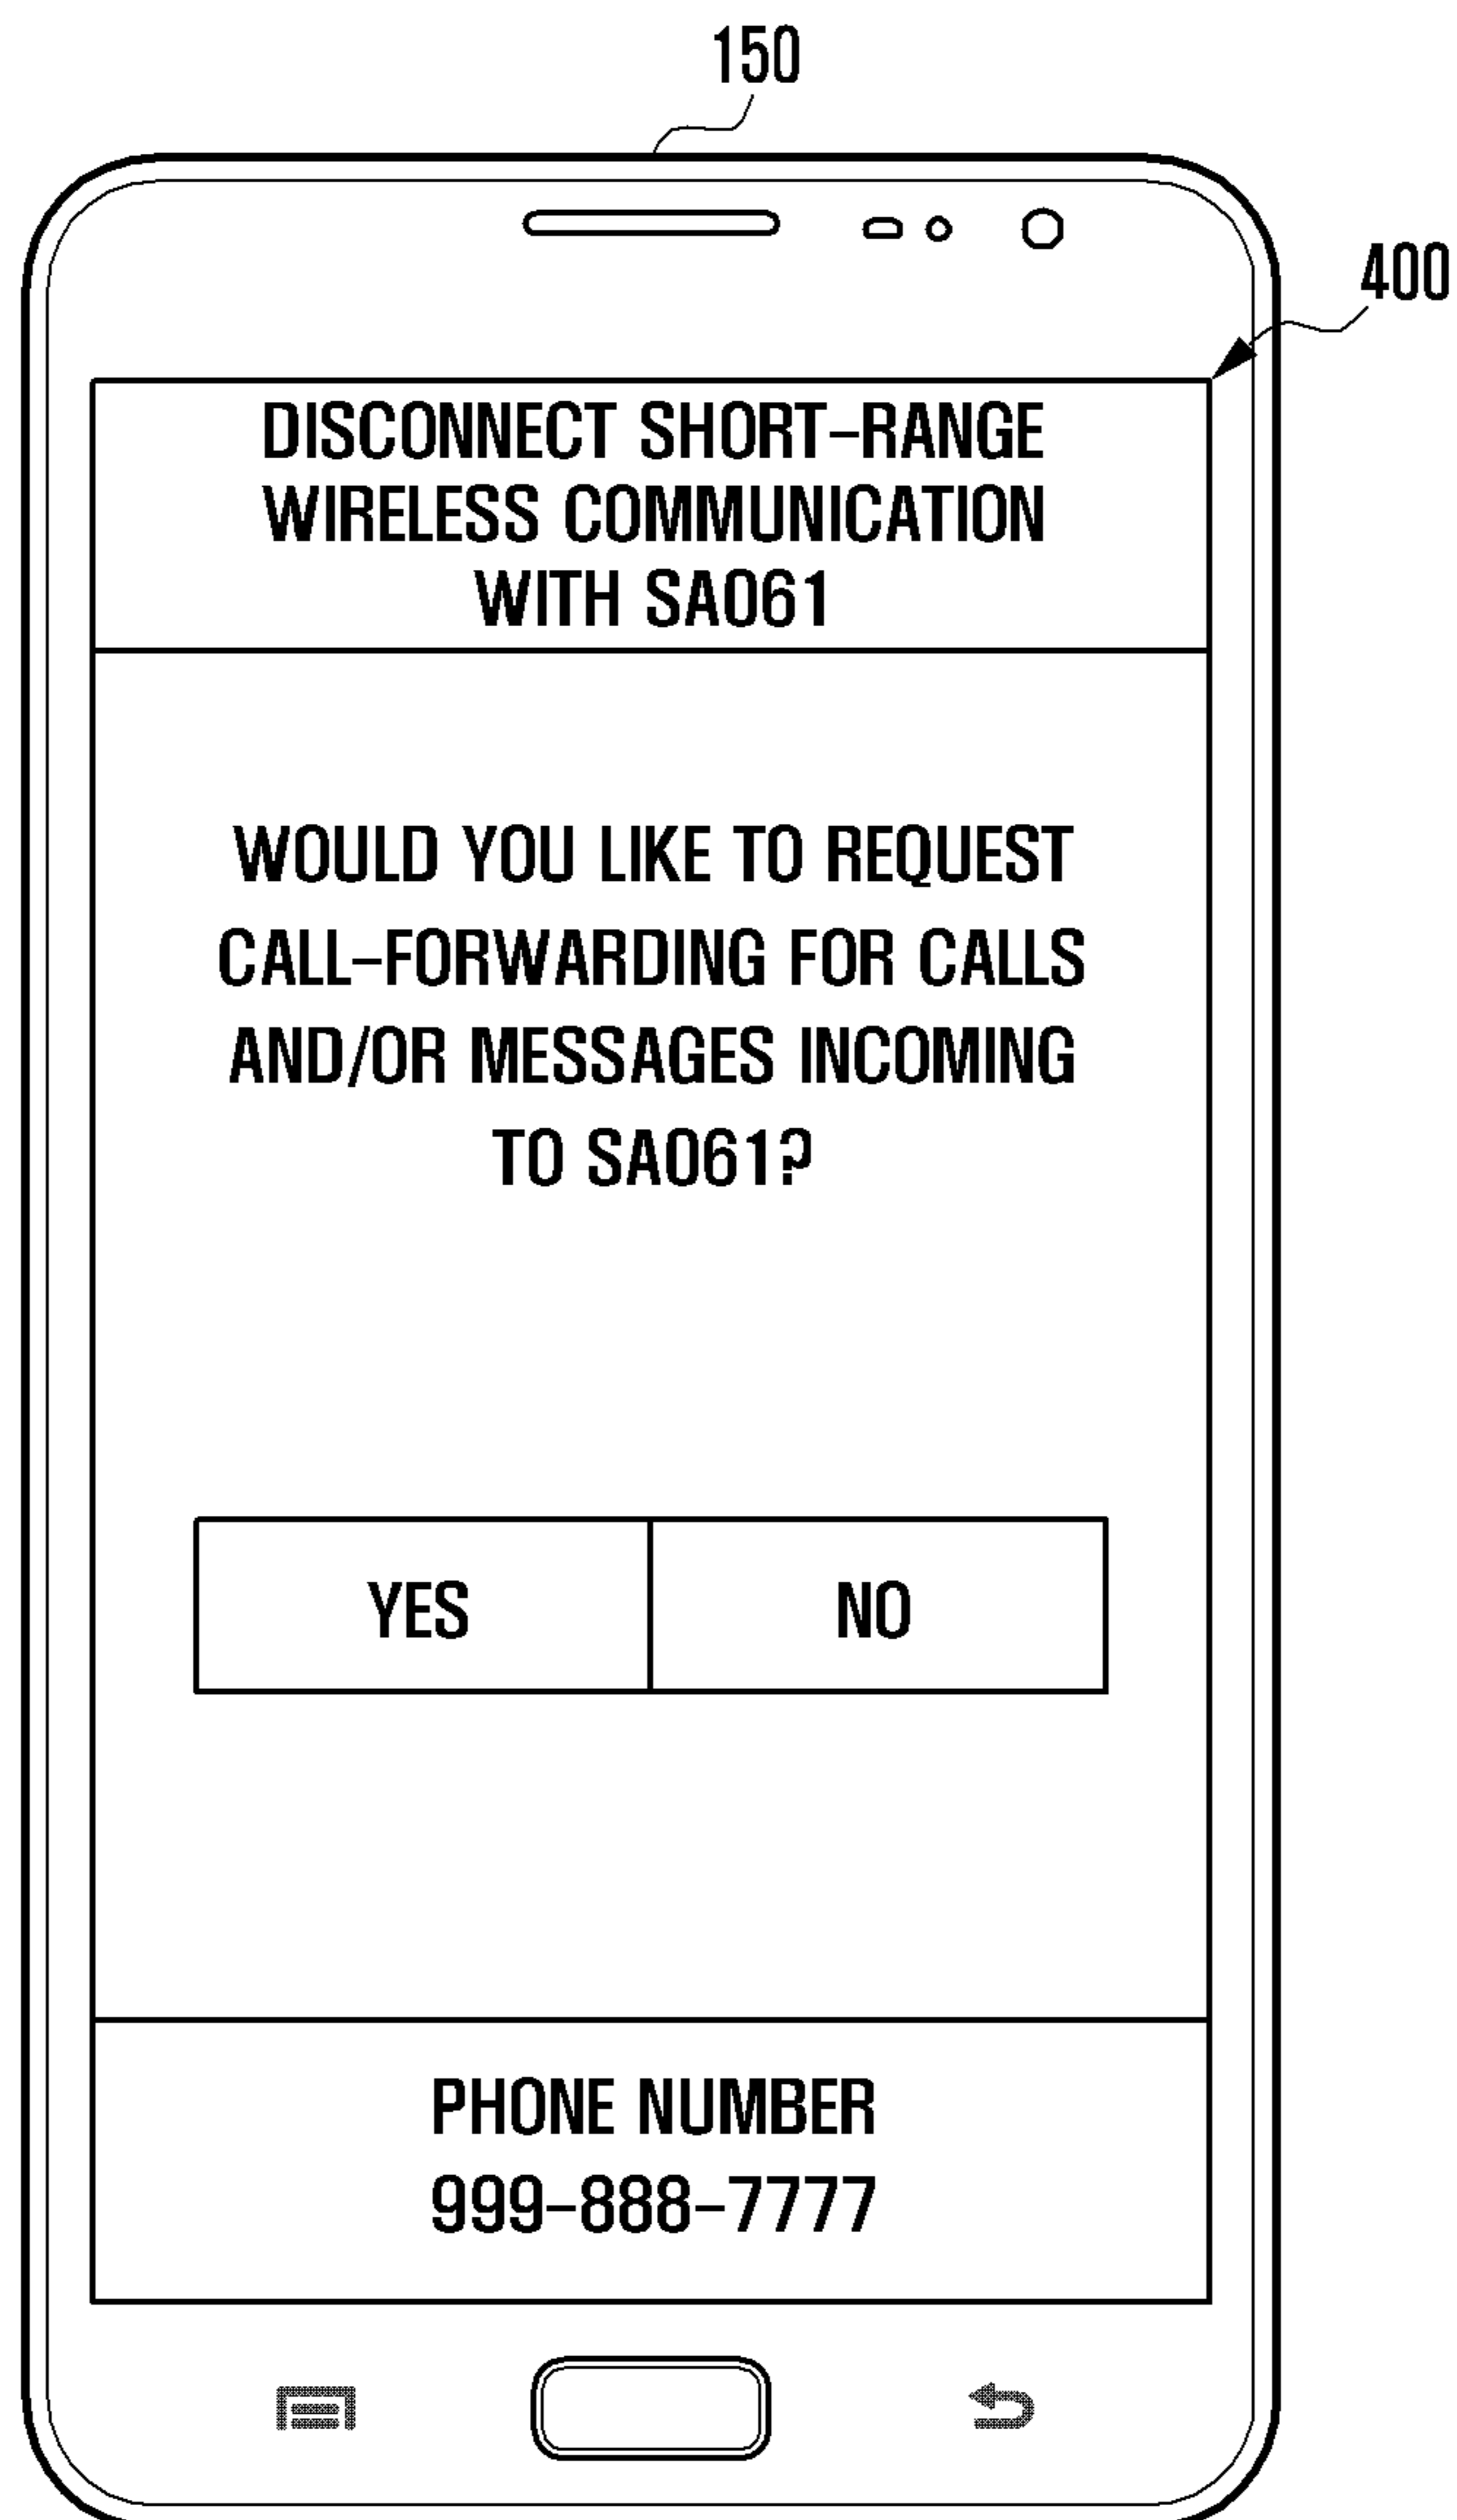 150
400
DISCONNECT SHORT-RANGE
WIRELESS COMMUNICATION
WITH SA061
WOULD YOU LIKE TO REQUEST
CALL-FORWARDING FOR CALLS
AND/OR MESSAGES INCOMING
TO SA061?
YES NO
PHONE NUMBER
999-888-7777